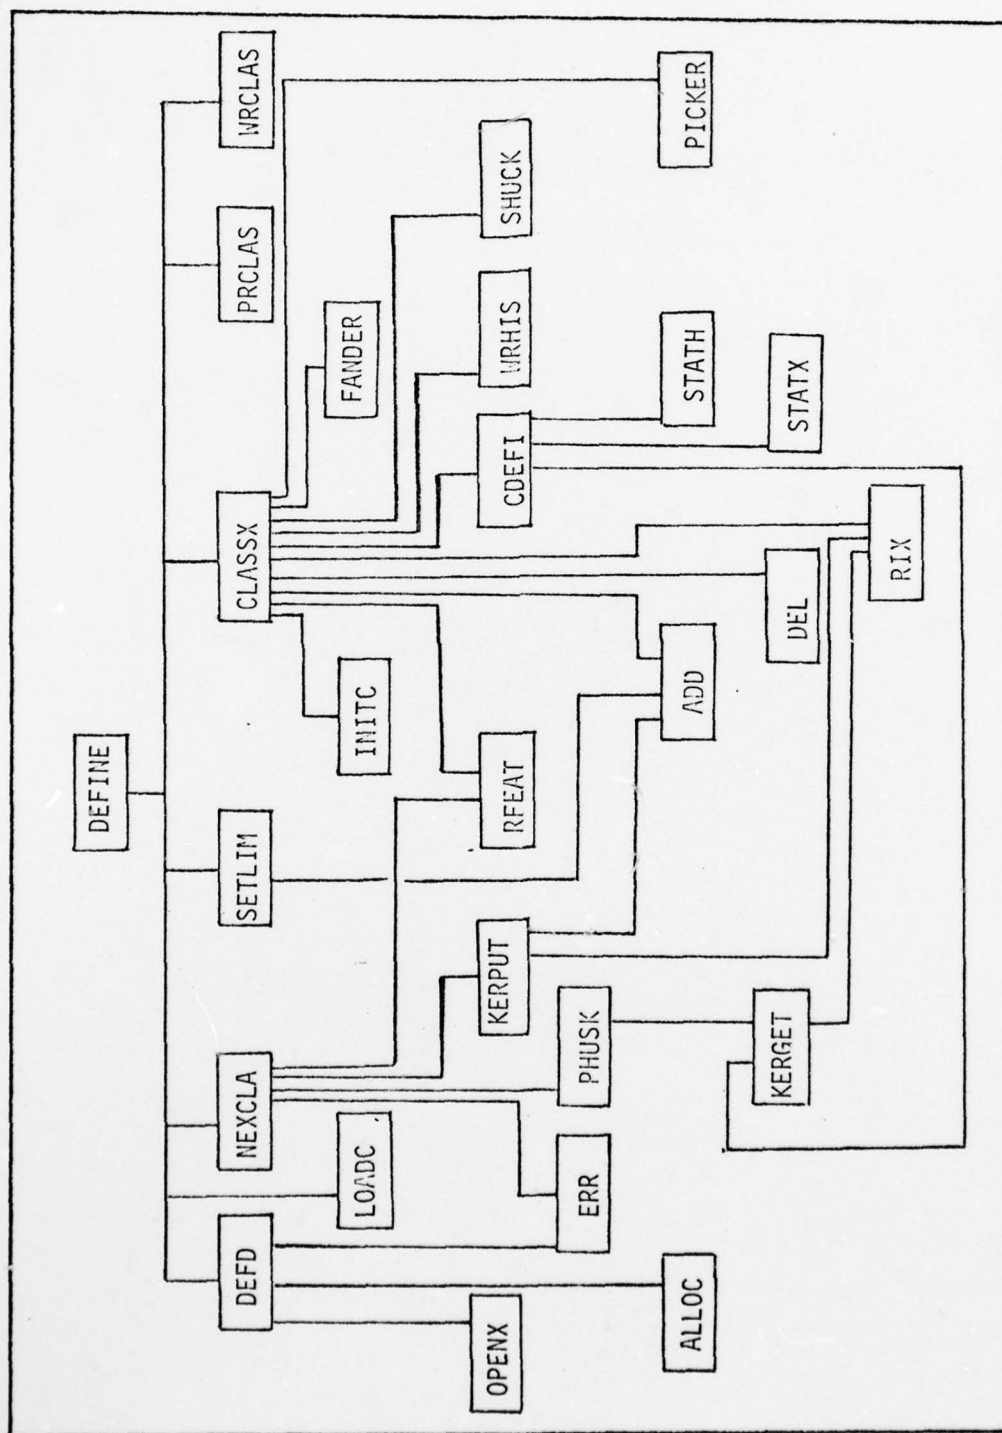 DEFINE
DEFD
NEXCLA
SETLIM
CLASSX
PRCLAS
WRCLAS
LOADC
INITC
FANDER
OPENX
KERPUT
RFEAT
CDEFI
WRHIS
SHUCK
ERR
PHUSK
ALLOC
ADD
STATH
PICKER
KERGET
DEL
STATX
RIX